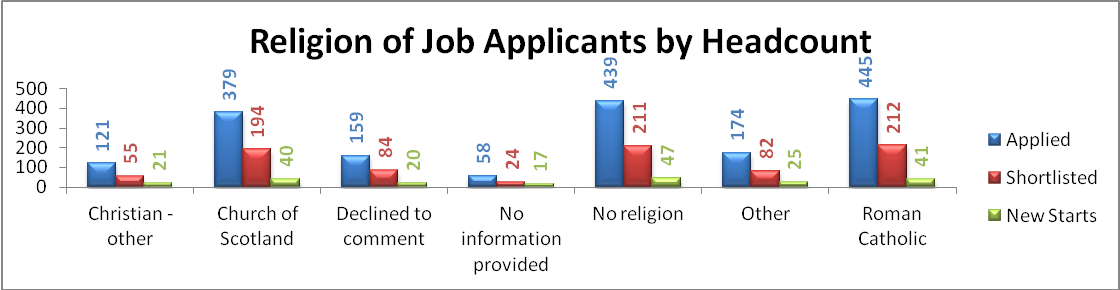 Religion of Job Applicants by Headcount
500
400
300
200
100
0
121
55
21
379
194
40
159
84
20
58
24
17
439
211
47
174
82
25
445
212
41
Christian -
other
Church of
Scotland
Declined to
comment
No
information
provided
No religion
Other
Roman
Catholic
Applied
Shortlisted
New Starts